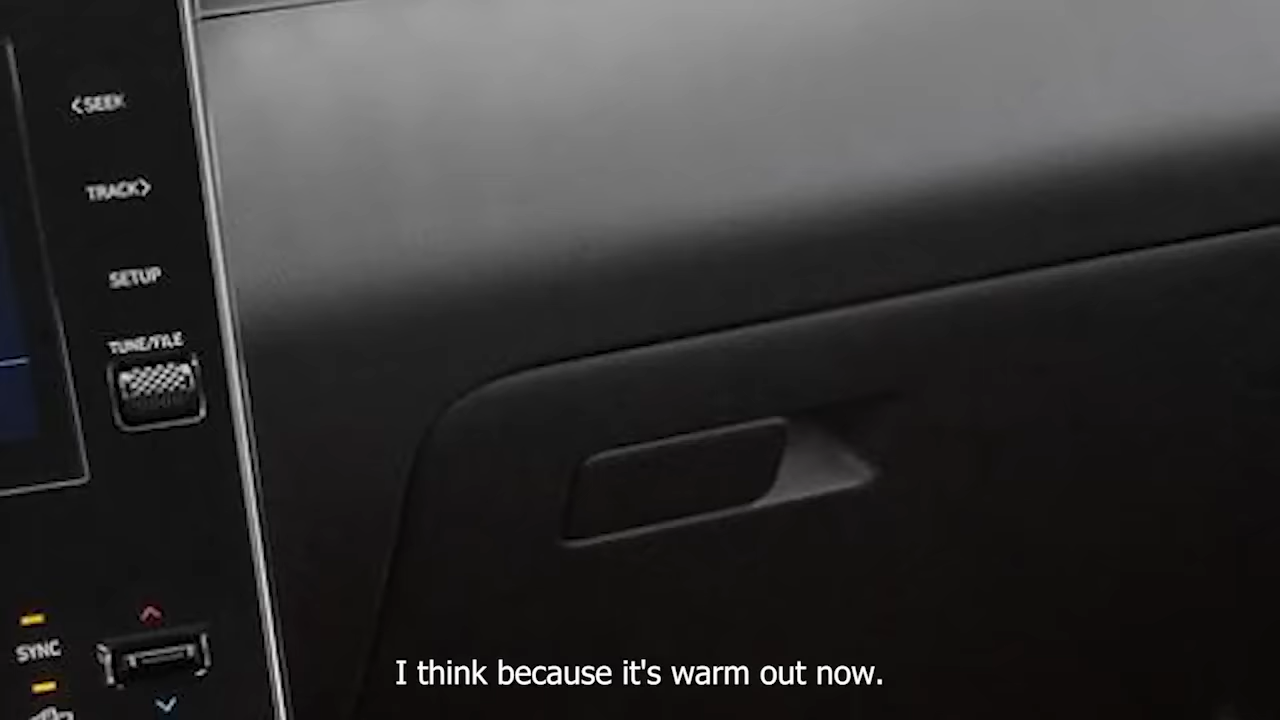 <SEEK
TRACK>
SETUP
TUNE/FILE
SYNC
I think because it's warm out now.